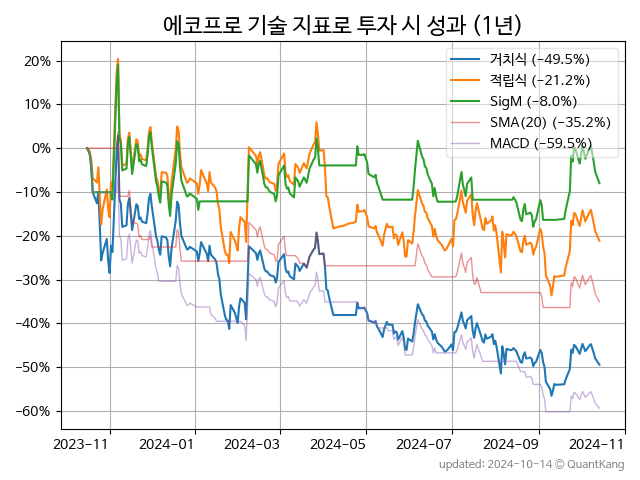 에코프로 기술 지표로 투자 시 성과 (1년)
거치식 (−49.5%)
적립식 (−21.2%)
SigM (−8.0%)
SMA(20) (−35.2%)
MACD (−59.5%)
20%
10%
0%
−10%
−20%
−30%
−40%
−50%
−60%
2023-11 2024-01 2024-03 2024-05 2024-07 2024-09 2024-11
updated: 2024-10-14 © QuantKang